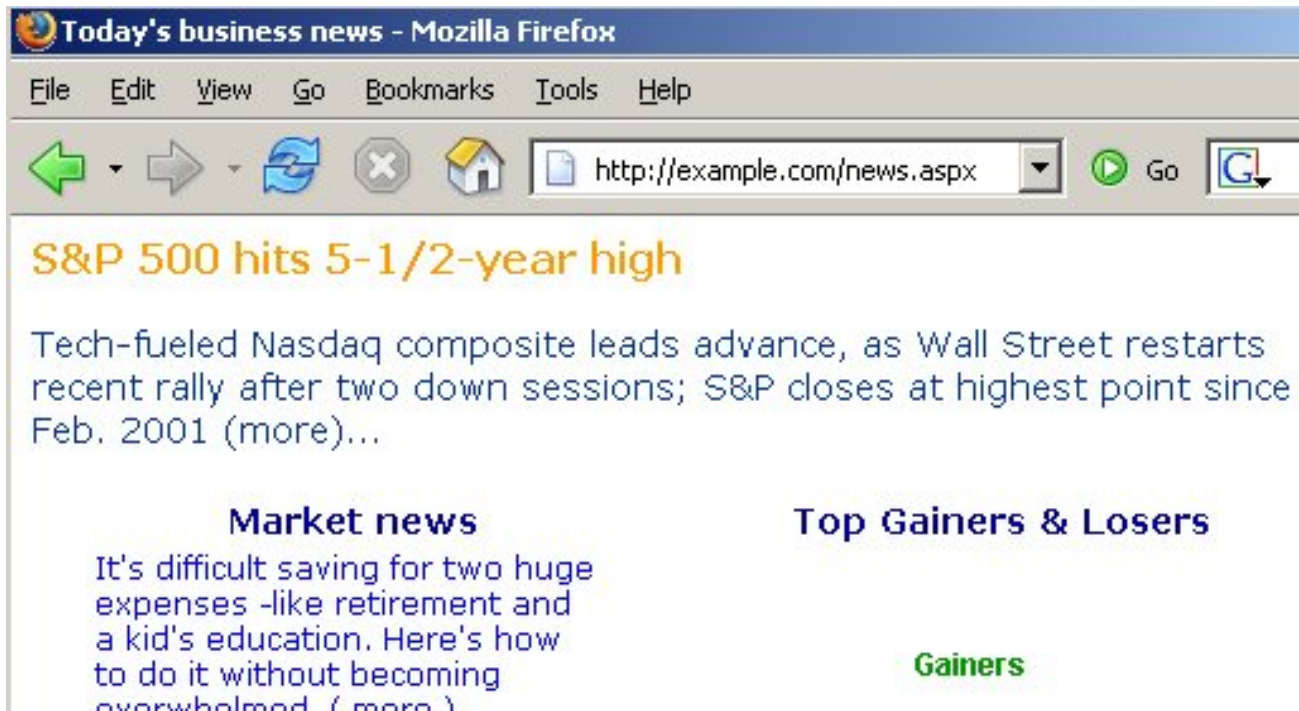 Today's business news - Mozilla Firefox
File Edit View Go Bookmarks Tools Help
http://example.com/news.aspx Go G
S&P 500 hits 5-1/2-year high
Tech-fueled Nasdaq composite leads advance, as Wall Street restarts
recent rally after two down sessions; S&P closes at highest point since
Feb. 2001 (more)...
Market news
It's difficult saving for two huge
expenses -like retirement and
a kid's education. Here's how
to do it without becoming
overwhelmed. ( more )
Top Gainers & Losers
Gainers